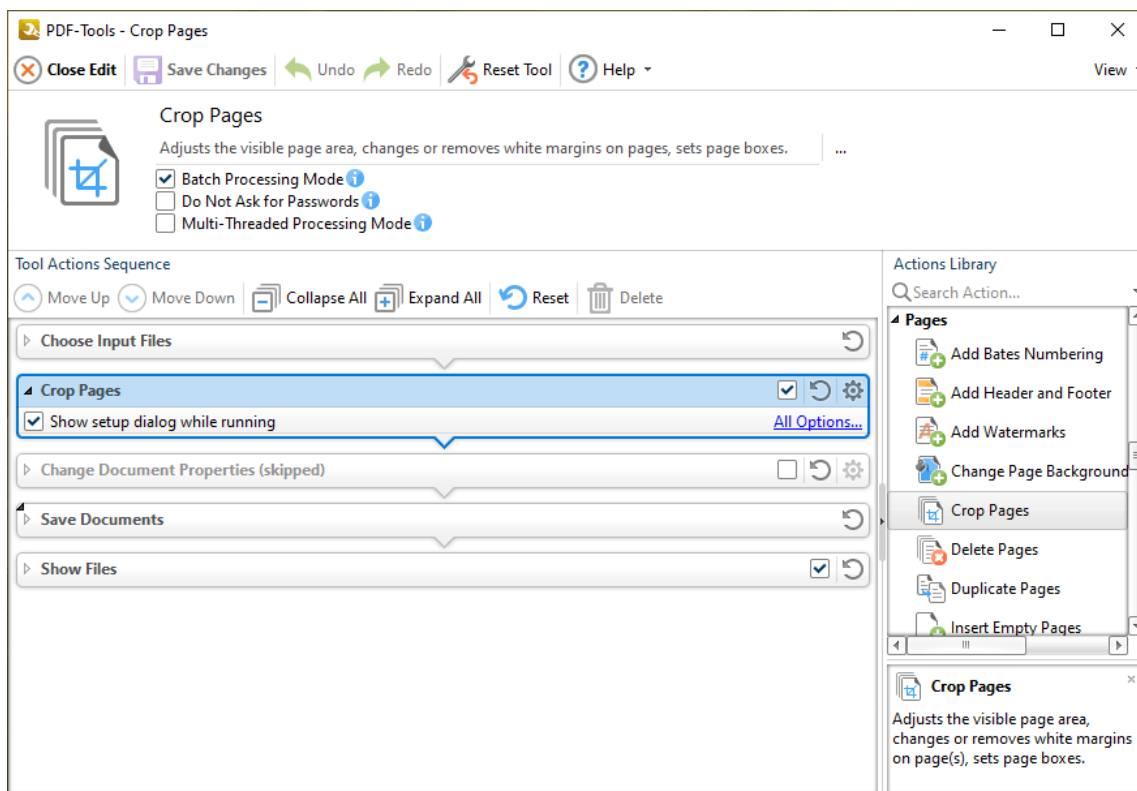 PDF-Tools - Crop Pages
Close Edit Save Changes Undo Redo Reset Tool Help View
Crop Pages
Adjusts the visible page area, changes or removes white margins on pages, sets page boxes. ...
Batch Processing Mode
Do Not Ask for Passwords
Multi-Threaded Processing Mode
Tool Actions Sequence
Move Up Move Down Collapse All Expand All Reset Delete
Choose Input Files
Crop Pages
Show setup dialog while running All Options...
Change Document Properties (skipped)
Save Documents
Show Files
Actions Library
Search Action...
Pages
Add Bates Numbering
Add Header and Footer
Add Watermarks
Change Page Background
Crop Pages
Delete Pages
Duplicate Pages
Insert Empty Pages
Crop Pages
Adjusts the visible page area,
changes or removes white margins
on page(s), sets page boxes.